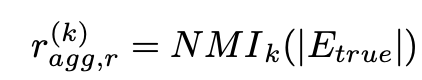 r_{agg,r}^{(k)} = NMI_k(|E_{true}|)